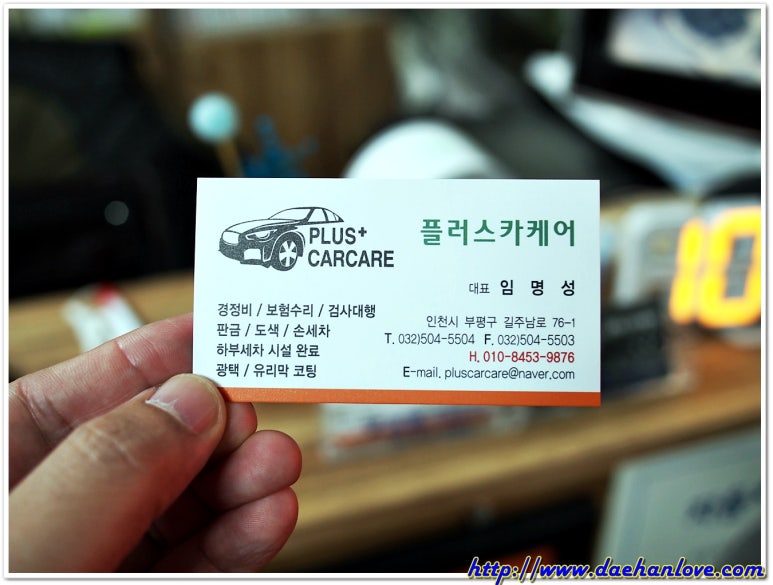 PLUS+
CARCARE
플러스카케어
대표 임 명 성
경정비 / 보험수리 / 검사대행
판금 / 도색 / 손세차
하부세차 시설 완료
광택 / 유리막 코팅
인천시 부평구 길주남로 76-1
T. 032)504-5504 F. 032)504-5503
H. 010-8453-9876
E-mail. pluscarcare@naver.com
10
http://www.daehanlove.com